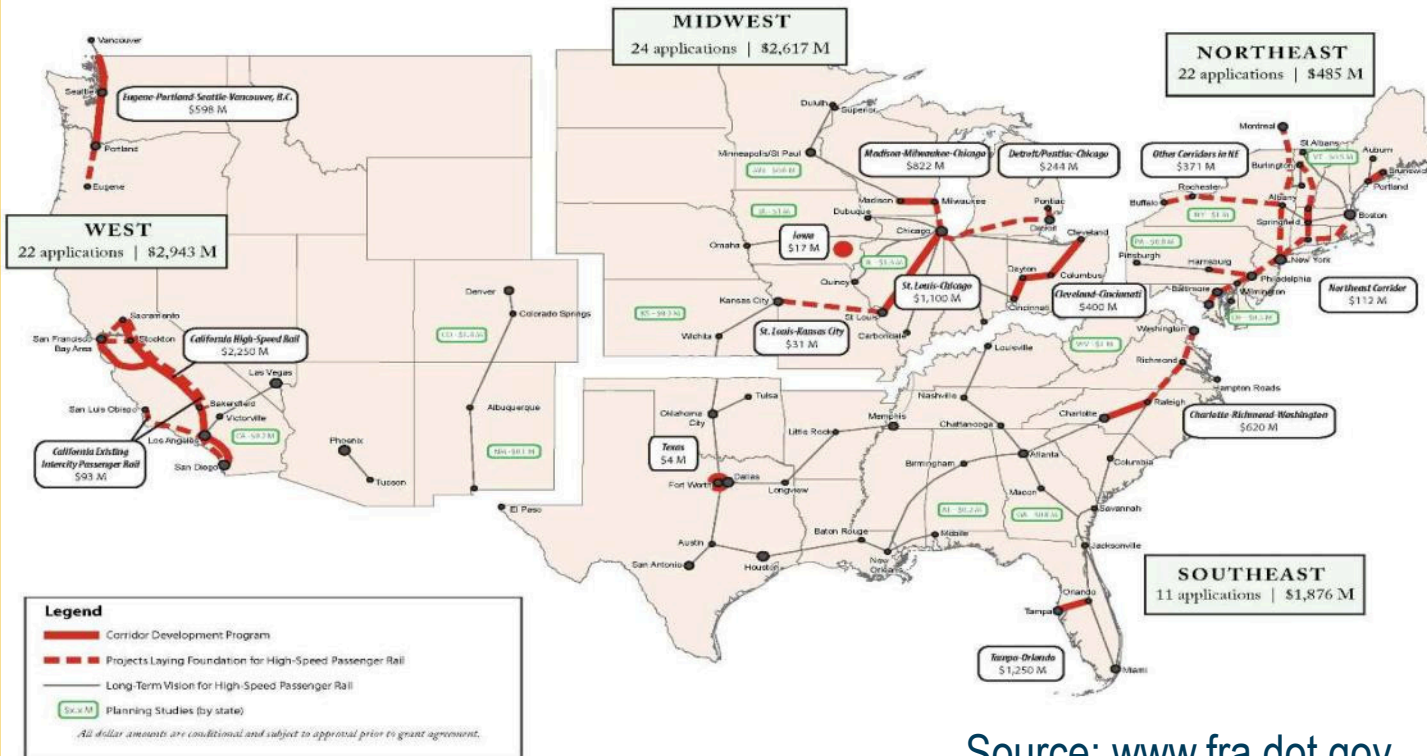 MIDWEST
24 applications | $2,617 M
NORTHEAST
22 applications | $485 M
WEST
22 applications | $2,943 M
SOUTHEAST
11 applications | $1,876 M
Vancouver
Seattle
Eugene-Portland-Seattle-Vancouver, B.C.
$598 M
Portland
Eugene
Sacramento
San Francisco
Bay Area
Stockton
California High-Speed Rail
$2,250 M
Las Vegas
San Luis Obispo
Bakersfield
Victorville
Los Angeles
California Existing
Intercity Passenger Rail
$93 M
San Diego
Phoenix
Tucson
Denver
Colorado Springs
Albuquerque
El Paso
Duluth
Superior
Minneapolis/St Paul
Madison-Milwaukee-Chicago
$822 M
Detroit/Pontiac-Chicago
$244 M
Madison
Milwaukee
Dubuque
Pontiac
Detroit
Chicago
Cleveland
Omaha
Iowa
$17 M
Quincy
Dayton
Columbus
St. Louis-Chicago
$1,100 M
Cleveland-Cincinnati
$400 M
Cincinnati
Kansas City
St Louis
St. Louis-Kansas City
$31 M
Carbondale
Wichita
Louisville
Tulsa
Oklahoma
City
Nashville
Memphis
Chattanooga
Little Rock
Texas
$4 M
Dallas
Fort Worth
Longview
Birmingham
Atlanta
Macon
Columbia
Savannah
Austin
San Antonio
Houston
Baton Rouge
New
Orleans
Mobile
Jacksonville
Orlando
Tampa
Miami
Tampa-Orlando
$1,250 M
Charlotte
Raleigh
Charlotte-Richmond-Washington
$620 M
Washington
Richmond
Hampton Roads
Montreal
St Albans
Burlington
Auburn
Brunswick
Portland
Other Corridors in NE
$371 M
Rochester
Buffalo
Albany
Springfield
Boston
New York
Pittsburgh
Harrisburg
Philadelphia
Baltimore
Wilmington
Northeast Corridor
$112 M
Legend
Corridor Development Program
Projects Laying Foundation for High-Speed Passenger Rail
Long-Term Vision for High-Speed Passenger Rail
Planning Studies (by state)
All dollar amounts are conditional and subject to approval prior to grant agreement.
Source: www.fra.dot.gov